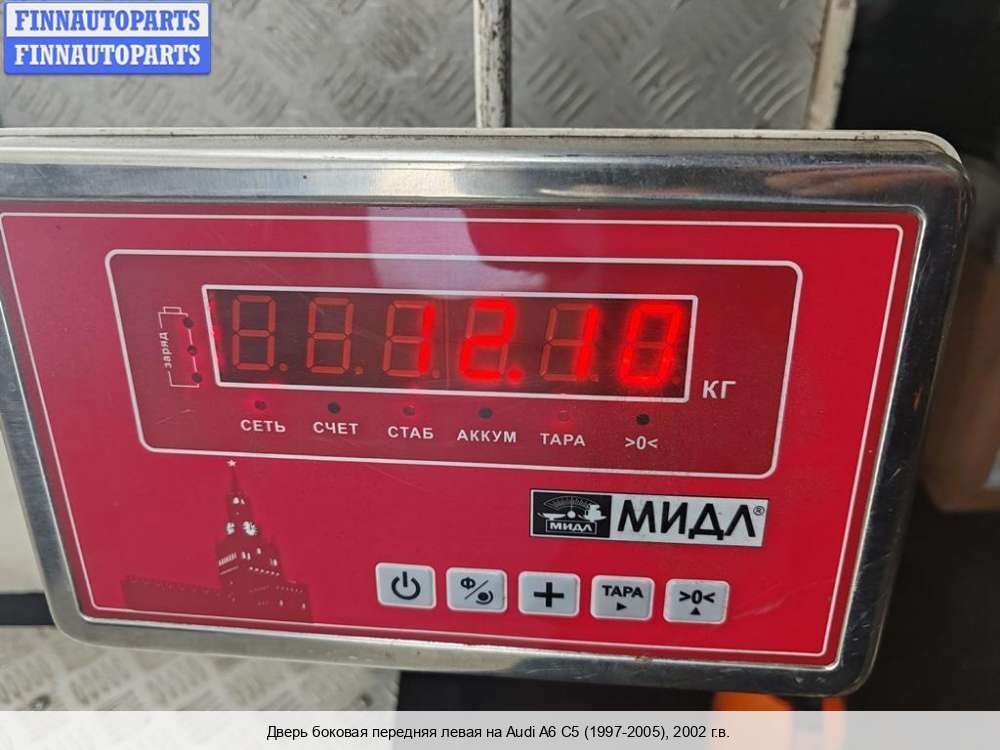 FINNAUTOPARTS
FINNAUTOPARTS
заряд
12.10
КГ
СЕТЬ СЧЕТ СТАБ АККУМ ТАРА >0<
МИДЛ МИДЛ®
Ф ТАРА >0<
Дверь боковая передняя левая на Audi A6 C5 (1997-2005), 2002 г.в.